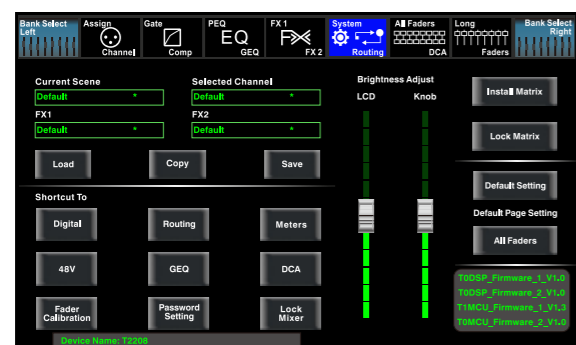 Bank Select
Left
Assign
Channel
Gate
Comp
PEQ
EQ
GEQ
FX 1
FX 2
System
Routing
All Faders
DCA
Long
Faders
Bank Select
Right
Current Scene
Selected Channel
Default *
Default *
FX1
FX2
Default *
Default *
Load
Copy
Save
Shortcut To
Digital
Routing
Meters
48V
GEQ
DCA
Fader
Calibration
Password
Setting
Lock
Mixer
Device Name: T2208
Brightness Adjust
LCD
Knob
Install Matrix
Lock Matrix
Default Setting
Default Page Setting
All Faders
T0DSP_Firmware_1_V1.0
T0DSP_Firmware_2_V1.0
T1MCU_Firmware_1_V1.3
T0MCU_Firmware_2_V1.0